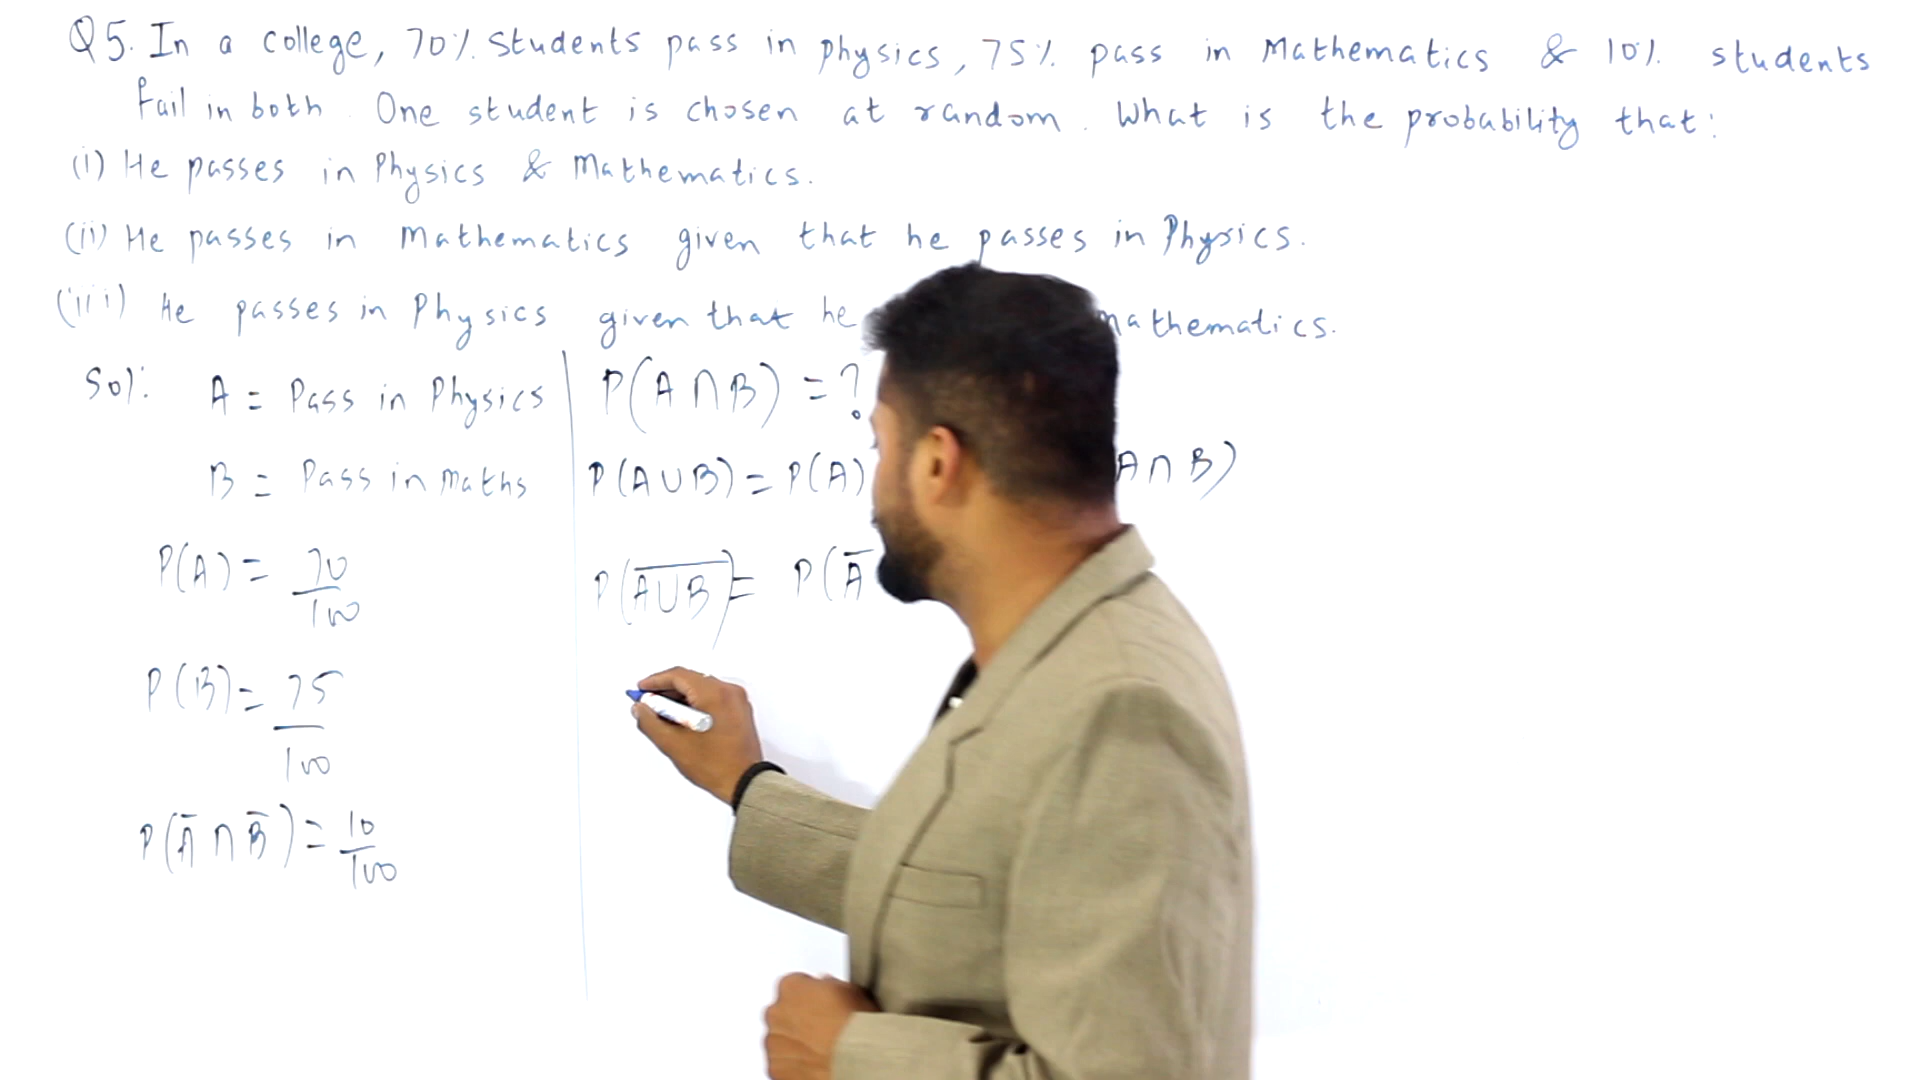 Q5. In a college, 70% students pass in physics, 75% pass in Mathematics & 10% students
fail in both. One student is chosen at random. What is the probability that:
(i) He passes in Physics & Mathematics.
(ii) He passes in Mathematics given that he passes in Physics.
(iii) He passes in Physics given that he mathematics.
Sol: A = Pass in Physics
B = Pass in maths
P(A) = 70/100
P(B) = 75/100
P(A̅ ∩ B̅) = 10/100
P(A ∩ B) = ?
P(A ∪ B) = P(A) A ∩ B)
P(A̅ ̅∪̅ ̅B̅) = P(A̅